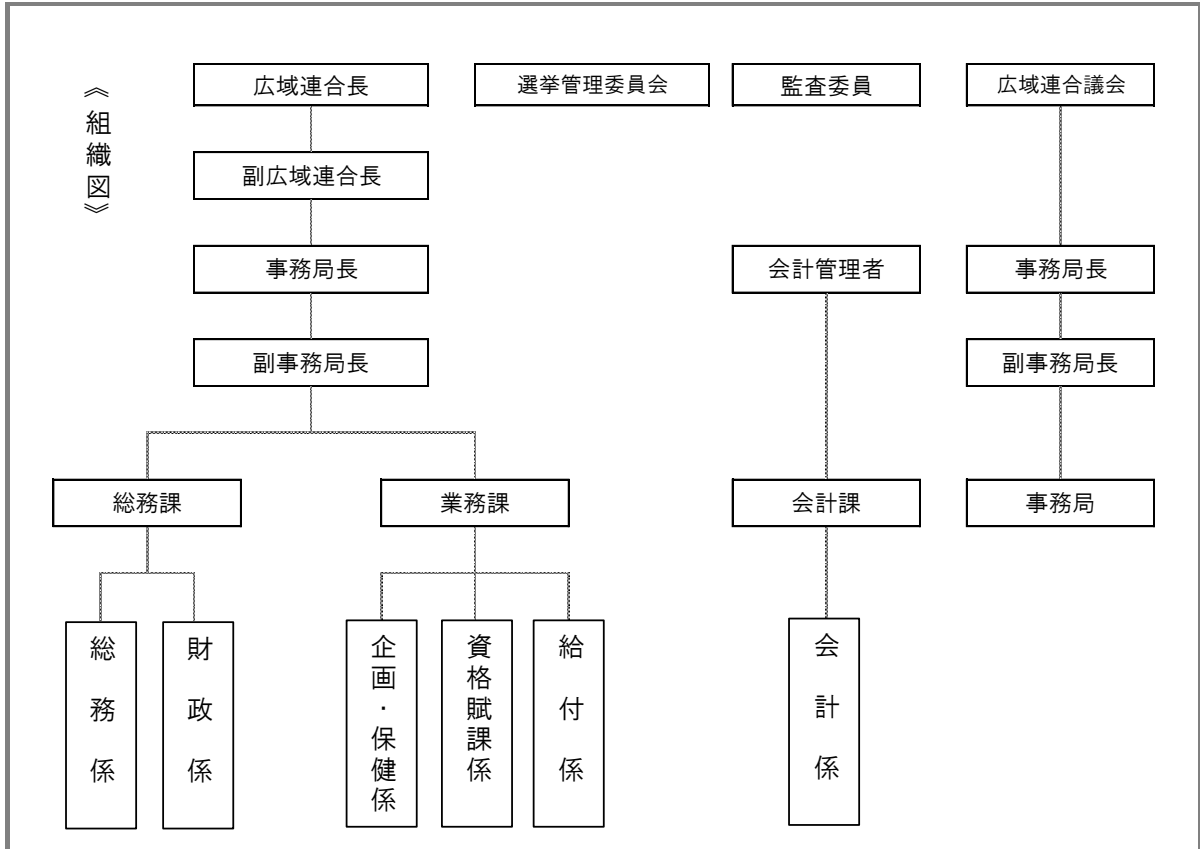 《組織図》
広域連合長
選挙管理委員会
監査委員
広域連合議会
副広域連合長
事務局長
会計管理者
事務局長
副事務局長
副事務局長
総務課
業務課
会計課
事務局
総務係
財政係
企画・保健係
資格賦課係
給付係
会計係